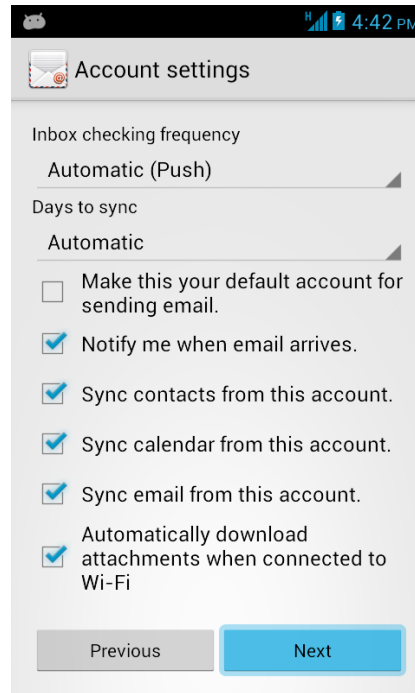 H 4:42 PM
Account settings
Inbox checking frequency
Automatic (Push)
Days to sync
Automatic
Make this your default account for
sending email.
Notify me when email arrives.
Sync contacts from this account.
Sync calendar from this account.
Sync email from this account.
Automatically download
attachments when connected to
Wi-Fi
Previous Next